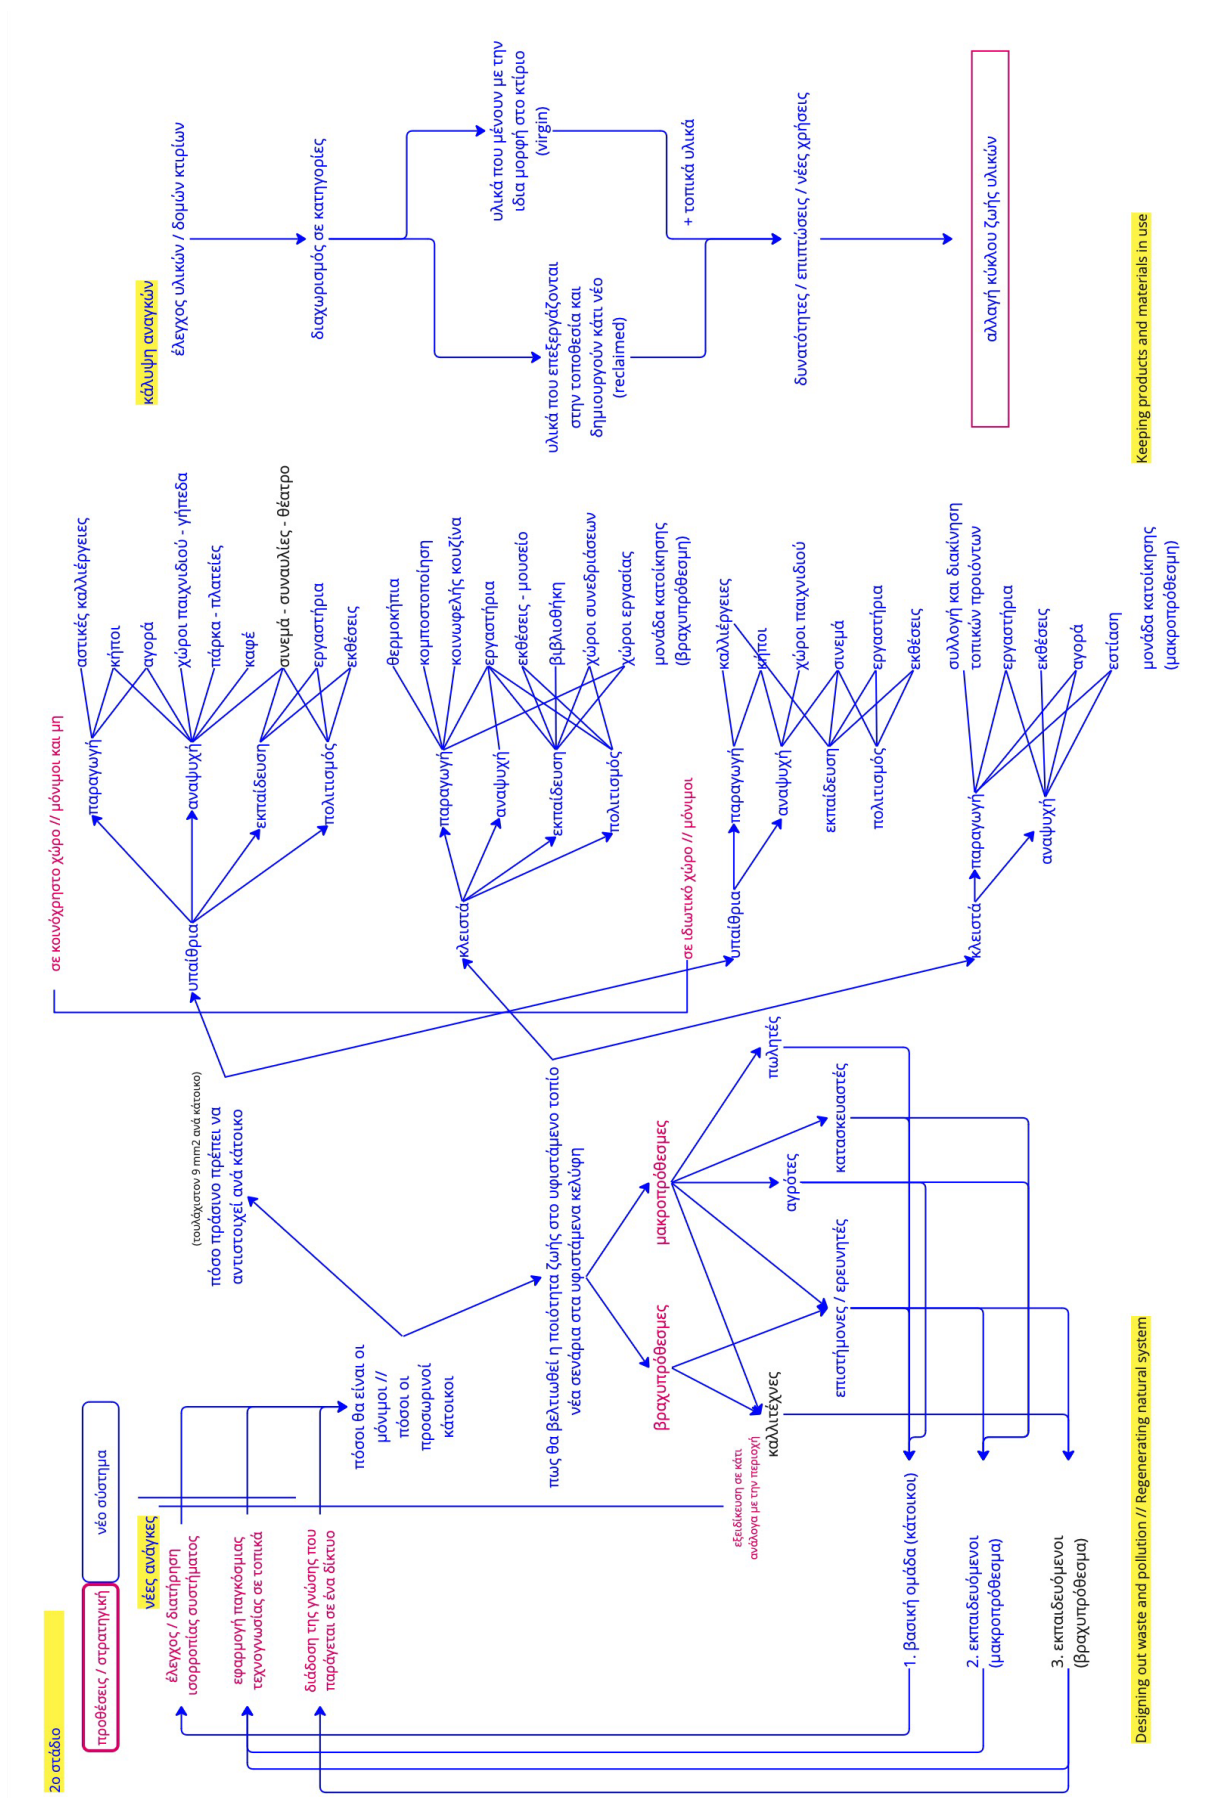 2ο στάδιο
προθέσεις / στρατηγική
νέο σύστημα
νέες ανάγκες
έλεγχος / διατήρηση
ισορροπίας συστήματος
εφαρμογή παγκόσμιας
τεχνογνωσίας σε τοπικά
διάδοση της γνώσης που
παράγεται σε ένα δίκτυο
πόσοι θα είναι οι
μόνιμοι //
πόσοι οι
προσωρινοί
κάτοικοι
(τουλάχιστον 9 mm2 ανά κάτοικο)
πόσο πράσινο πρέπει να
αντιστοιχεί ανά κάτοικο
πως θα βελτιωθεί η ποιότητα ζωής στο υφιστάμενο τοπίο
νέα σενάρια στα υφιστάμενα κελύφη
βραχυπρόθεσμες
μακροπρόθεσμες
εξειδίκευση σε κάτι
ανάλογα με την περιοχή
καλλιτέχνες
επιστήμονες / ερευνητές
αγρότες
κατασκευαστές
πωλητές
1. βασική ομάδα (κάτοικοι)
2. εκπαιδευόμενοι
(μακροπρόθεσμα)
3. εκπαιδευόμενοι
(βραχυπρόθεσμα)
Designing out waste and pollution // Regenerating natural system
σε κοινόχρηστο χώρο // μόνιμοι και μη
υπαίθρια
παραγωγή
αναψυχή
εκπαίδευση
πολιτισμός
αστικές καλλιέργειες
κήποι
αγορά
χώροι παιχνιδιού - γήπεδα
πάρκα - πλατείες
καφέ
σινεμά - συναυλίες - θέατρο
εργαστήρια
εκθέσεις
κλειστά
παραγωγή
αναψυχή
εκπαίδευση
πολιτισμός
θερμοκήπια
κομποστοποίηση
κοινωφελής κουζίνα
εργαστήρια
εκθέσεις - μουσείο
βιβλιοθήκη
χώροι συνεδριάσεων
χώροι εργασίας
μονάδα κατοίκησης
(βραχυπρόθεσμη)
σε ιδιωτικό χώρο // μόνιμοι
υπαίθρια
παραγωγή
αναψυχή
εκπαίδευση
πολιτισμός
καλλιέργειες
κήποι
χώροι παιχνιδιού
σινεμά
εργαστήρια
εκθέσεις
κλειστά
παραγωγή
αναψυχή
συλλογή και διακίνηση
τοπικών προιόντων
εργαστήρια
εκθέσεις
αγορά
εστίαση
μονάδα κατοίκησης
(μακροπρόθεσμη)
κάλυψη αναγκών
έλεγχος υλικών / δομών κτιρίων
διαχωρισμός σε κατηγορίες
υλικά που μένουν με την
ιδια μορφή στο κτίριο
(virgin)
υλικά που επεξεργάζονται
στην τοποθεσία και
δημιουργούν κάτι νέο
(reclaimed)
+ τοπικά υλικά
δυνατότητες / επιπτώσεις / νέες χρήσεις
αλλαγή κύκλου ζωής υλικών
Keeping products and materials in use